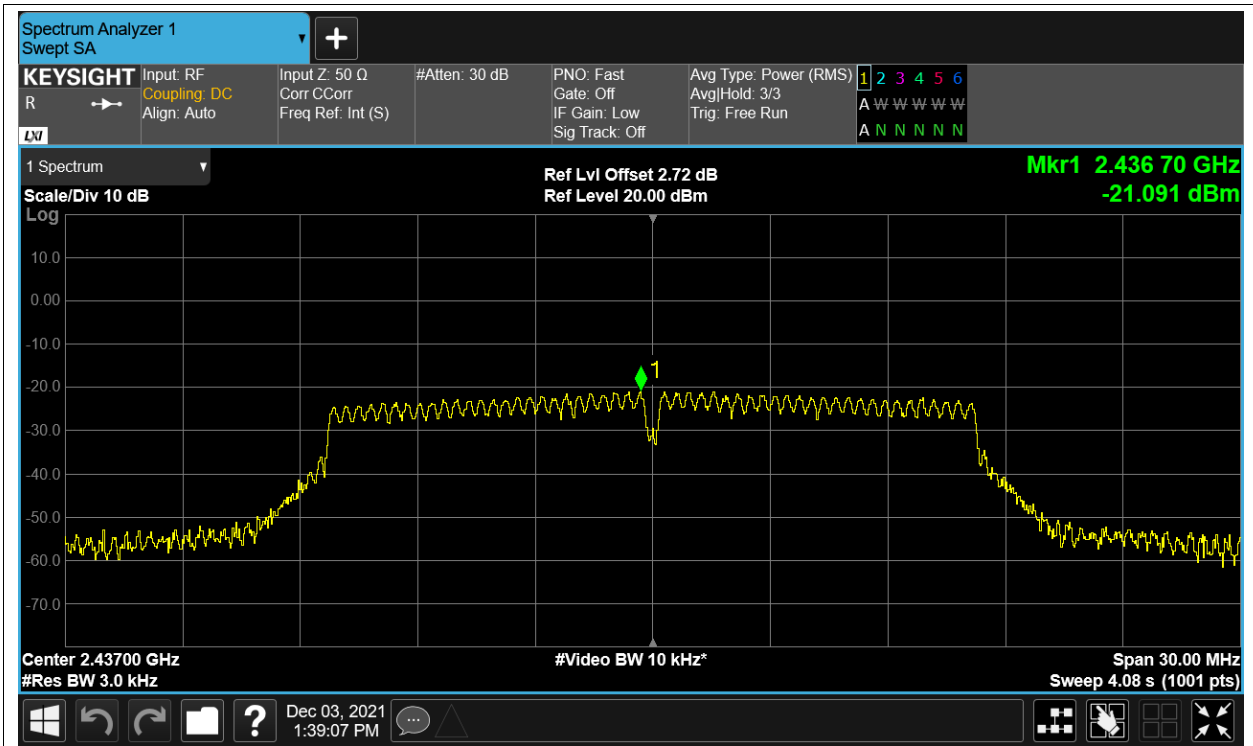 Spectrum Analyzer 1
Swept SA
KEYSIGHT
R
LXI
Input: RF
Coupling: DC
Align: Auto
Input Z: 50 Ω
Corr CCorr
Freq Ref: Int (S)
#Atten: 30 dB
PNO: Fast
Gate: Off
IF Gain: Low
Sig Track: Off
Avg Type: Power (RMS)
Avg|Hold: 3/3
Trig: Free Run
1 2 3 4 5 6
A W W W W W
A N N N N N
1 Spectrum
Scale/Div 10 dB
Log
Ref Lvl Offset 2.72 dB
Ref Level 20.00 dBm
Mkr1 2.436 70 GHz
-21.091 dBm
10.0
0.00
-10.0
-20.0
-30.0
-40.0
-50.0
-60.0
-70.0
1
Center 2.43700 GHz
#Res BW 3.0 kHz
#Video BW 10 kHz*
Span 30.00 MHz
Sweep 4.08 s (1001 pts)
?
Dec 03, 2021
1:39:07 PM